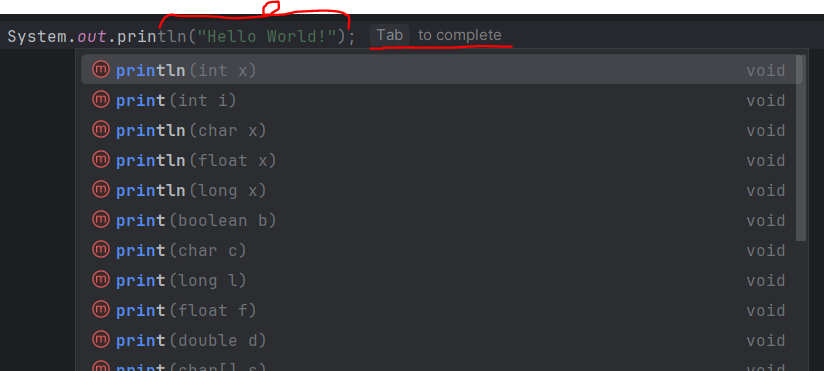 System.out.println("Hello World!"); Tab to complete
m println(int x) void
m print(int i) void
m println(char x) void
m println(float x) void
m println(long x) void
m print(boolean b) void
m print(char c) void
m print(long l) void
m print(float f) void
m print(double d) void
m print(char[] s) void